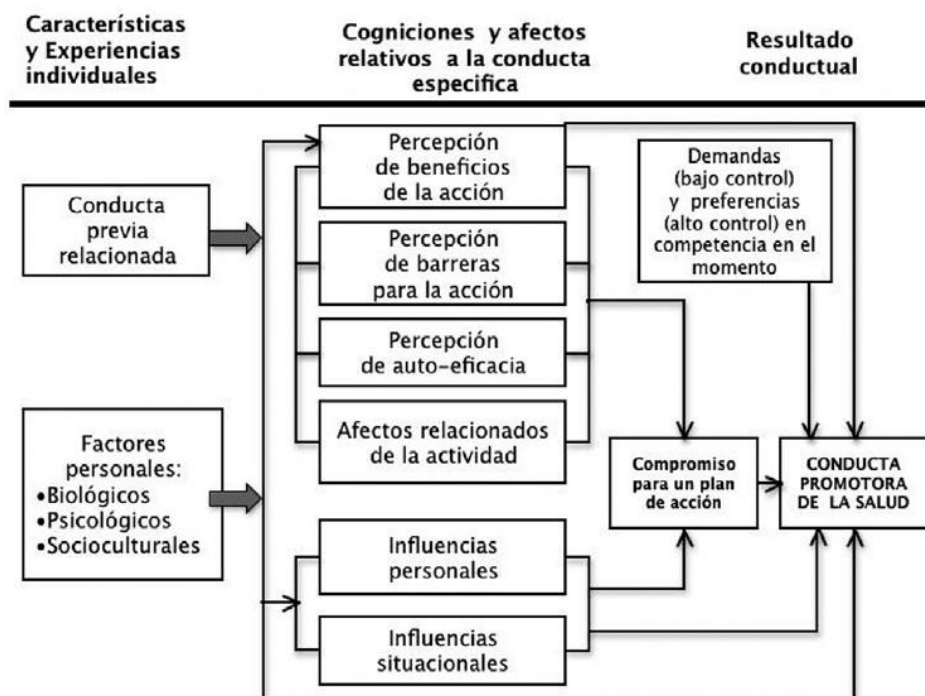 Características
y Experiencias
individuales
Cogniciones y afectos
relativos a la conducta
especifica
Resultado
conductual
Conducta
previa
relacionada
Factores
personales:
•Biológicos
•Psicológicos
•Socioculturales
Percepción
de beneficios
de la acción
Percepción
de barreras
para la acción
Percepción
de auto-eficacia
Afectos relacionados
de la actividad
Influencias
personales
Influencias
situacionales
Demandas
(bajo control)
y preferencias
(alto control) en
competencia en el
momento
Compromiso
para un plan
de acción
CONDUCTA
PROMOTORA
DE LA SALUD